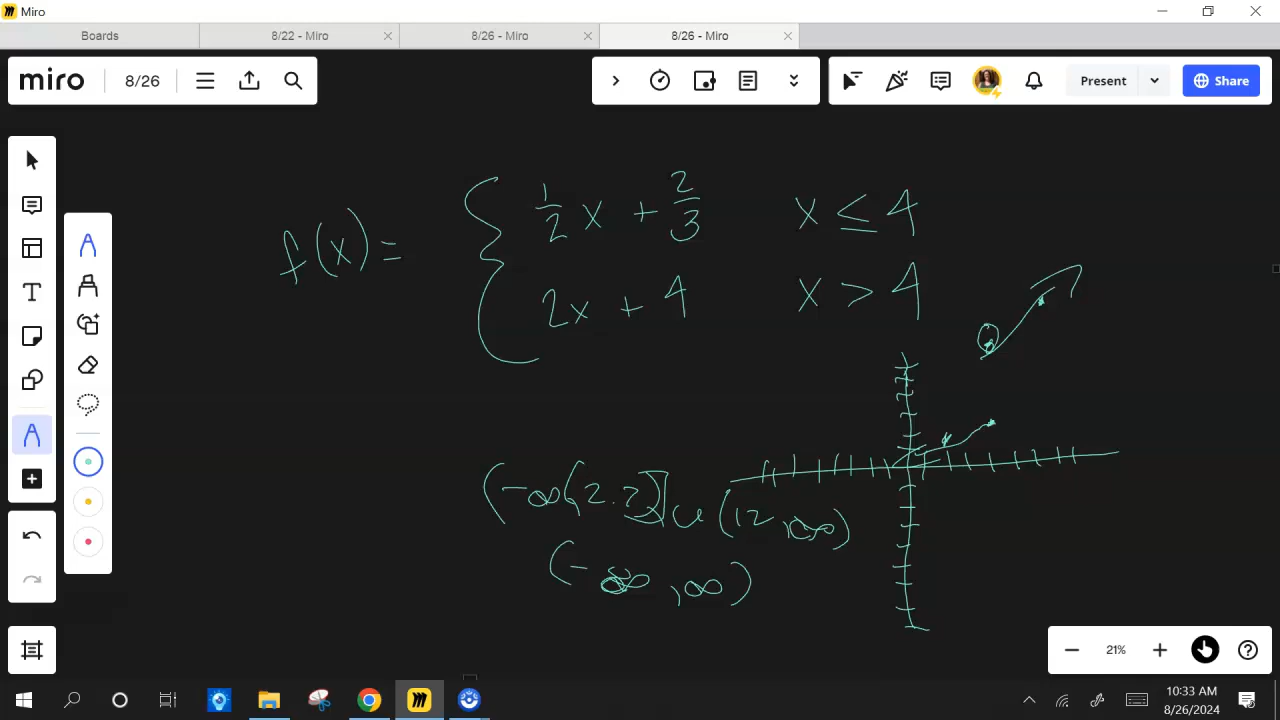 Miro
Boards
8/22 - Miro
8/26 - Miro
8/26 - Miro
miro 8/26
Present
Share
f(x) = { 1/2 x + 2/3 x ≤ 4
2x + 4 x > 4
(-∞, 2.7] ∪ (12, ∞)
(-∞, ∞)
T
21%
10:33 AM
8/26/2024